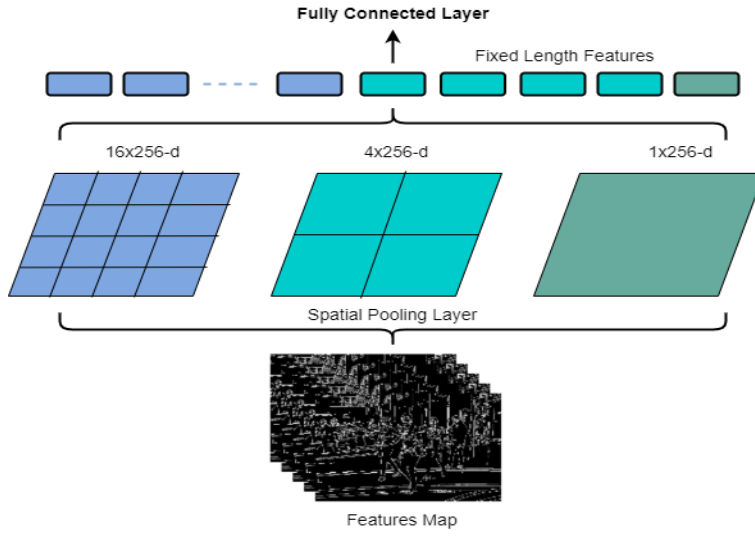 Fully Connected Layer
Fixed Length Features
16x256-d
4x256-d
1x256-d
Spatial Pooling Layer
Features Map